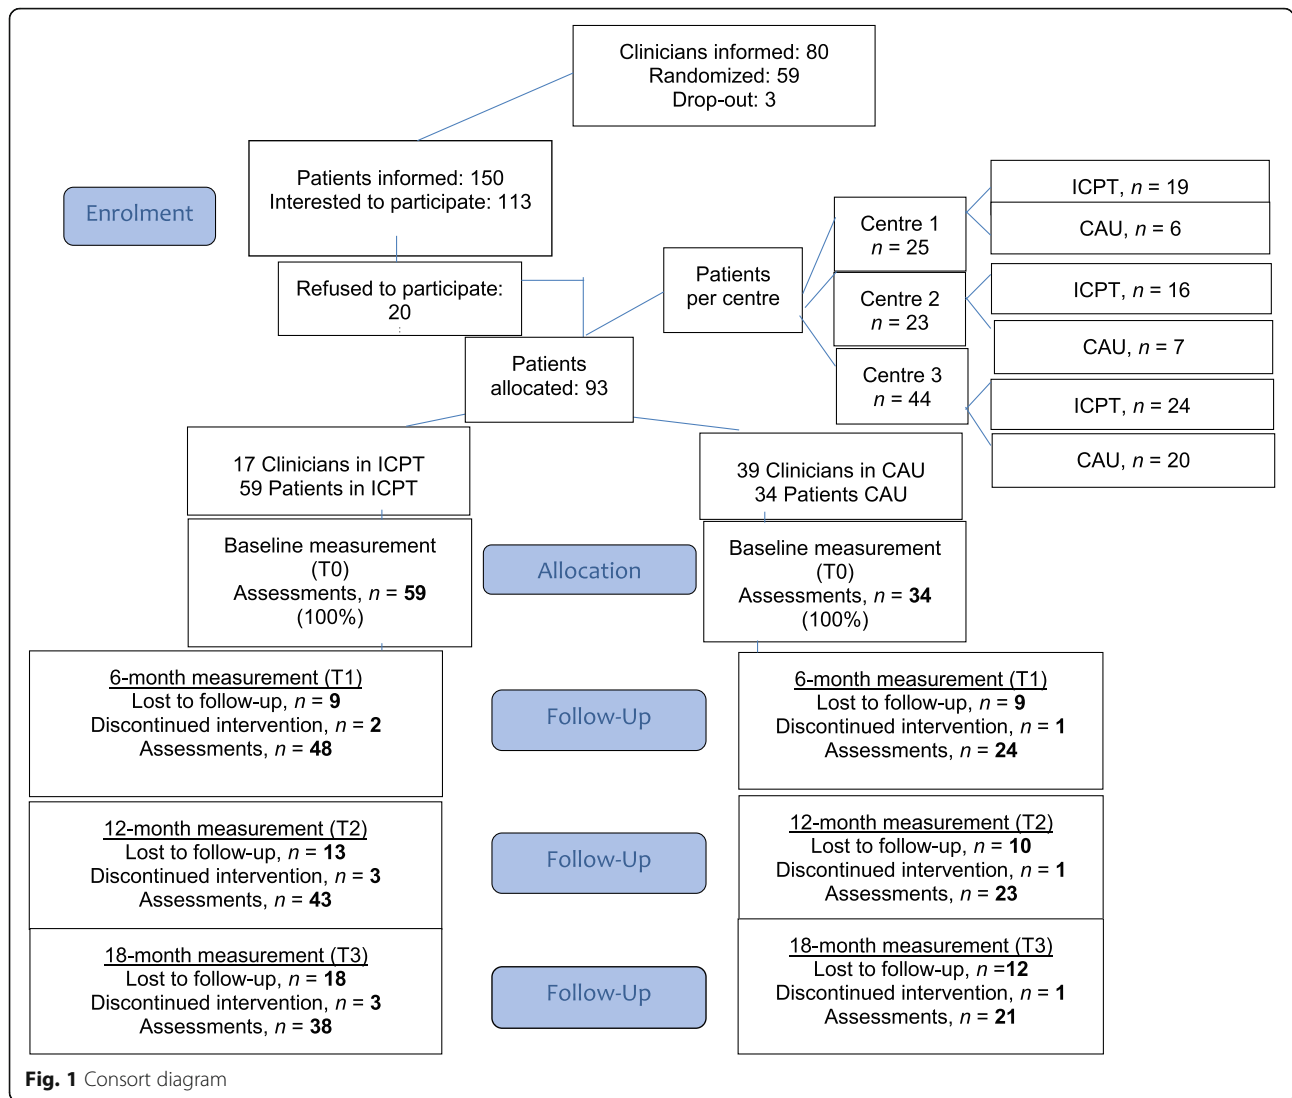 Clinicians informed: 80
Randomized: 59
Drop-out: 3
Patients informed: 150
Interested to participate: 113
Enrolment
Refused to participate:
20
:
Patients
allocated: 93
Patients
per centre
Centre 1
n = 25
Centre 2
n = 23
Centre 3
n = 44
ICPT, n = 19
CAU, n = 6
ICPT, n = 16
CAU, n = 7
ICPT, n = 24
CAU, n = 20
17 Clinicians in ICPT
59 Patients in ICPT
39 Clinicians in CAU
34 Patients CAU
Baseline measurement
(T0)
Assessments, n = 59
(100%)
Allocation
Baseline measurement
(T0)
Assessments, n = 34
(100%)
6-month measurement (T1)
Lost to follow-up, n = 9
Discontinued intervention, n = 2
Assessments, n = 48
Follow-Up
6-month measurement (T1)
Lost to follow-up, n = 9
Discontinued intervention, n = 1
Assessments, n = 24
12-month measurement (T2)
Lost to follow-up, n = 13
Discontinued intervention, n = 3
Assessments, n = 43
Follow-Up
12-month measurement (T2)
Lost to follow-up, n = 10
Discontinued intervention, n = 1
Assessments, n = 23
18-month measurement (T3)
Lost to follow-up, n = 18
Discontinued intervention, n = 3
Assessments, n = 38
Follow-Up
18-month measurement (T3)
Lost to follow-up, n =12
Discontinued intervention, n = 1
Assessments, n = 21
Fig. 1 Consort diagram